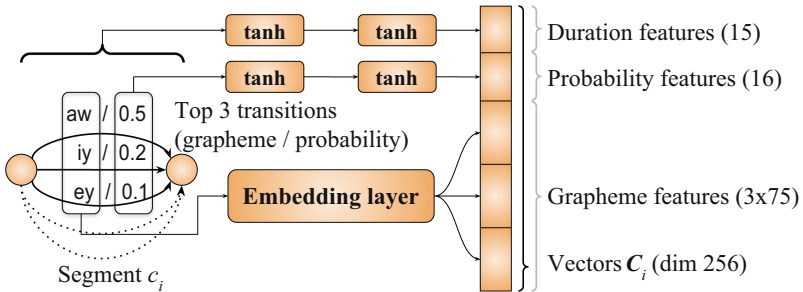 tanh tanh Duration features (15)
tanh tanh Probability features (16)
Top 3 transitions
(grapheme / probability)
aw / 0.5
iy / 0.2
ey / 0.1
Embedding layer
Grapheme features (3x75)
Segment c_i
Vectors C_i (dim 256)